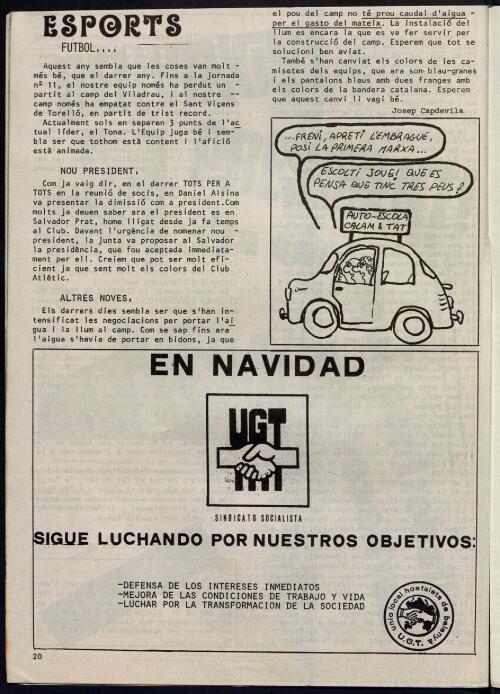 ESPORTS
FUTBOL....
Aquest any sembla que les coses van molt -
més bé, que el darrer any. Fins a la jornada
nº 11, el nostre equip només ha perdut un -
partit al camp del Viladrau, i al nostre --
camp només ha empatat contra el Sant Viçens
de Torelló, en partit de trist record.
Actualment sols en separen 3 punts de l'ac
tual líder, el Tona. L'Equip juga bé i sem-
bla ser que tothom està content i l'afició
està animada.
NOU PRESIDENT.
Com ja vaig dir, en el darrer TOTS PER A
TOTS en la reunió de socis, en Daniel Alsina
va presentar la dimissió com a president.Com
molts ja deuen saber ara el president es en
Salvador Prat, home lligat desde ja fa temps
al Club. Davant l'urgència de nomenar nou -
president, la junta va proposar al Salvador
la presidència, que fou aceptada immediata-
ment per ell. Creiem que pot ser molt efi-
cient ja que sent molt els colors del Club
Atlètic.
ALTRES NOVES.
Els darrers dies sembla ser que s'han in-
tensificat les negociacions per portar l'ai
gua i la llum al camp. Com se sap fins ara
l'aigua s'havia de portar en bidons, ja que
el pou del camp no té prou caudal d'aigua -
per el gasto del mateix. La instalació del
llum es encara la que es va fer servir per
la construcció del camp. Esperem que tot se
solucioni ben aviat.
També s'han canviat els colors de les ca-
misetes dels equips, que ara som blau-granes
i els pantalons blaus amb dues franges amb
els colors de la bandera catalana. Esperem
que aquest canvi li vagi bé.
Josep Capdevila
...FRENI, APRETI L'EMBRAGUE,
POSI LA PRIMERA MARXA...
ESCOLTI JOVE! QUE ES
PENSA QUE TINC TRES PEUS?
AUTO-ESCOLA
CALAM & TAT
EN NAVIDAD
UGT
SINDICATO SOCIALISTA
SIGUE LUCHANDO POR NUESTROS OBJETIVOS:
-DEFENSA DE LOS INTERESES INMEDIATOS
-MEJORA DE LAS CONDICIONES DE TRABAJO Y VIDA
-LUCHAR POR LA TRANSFORMACION DE LA SOCIEDAD
unio local hostalets de balenyà
U.G.T.
20